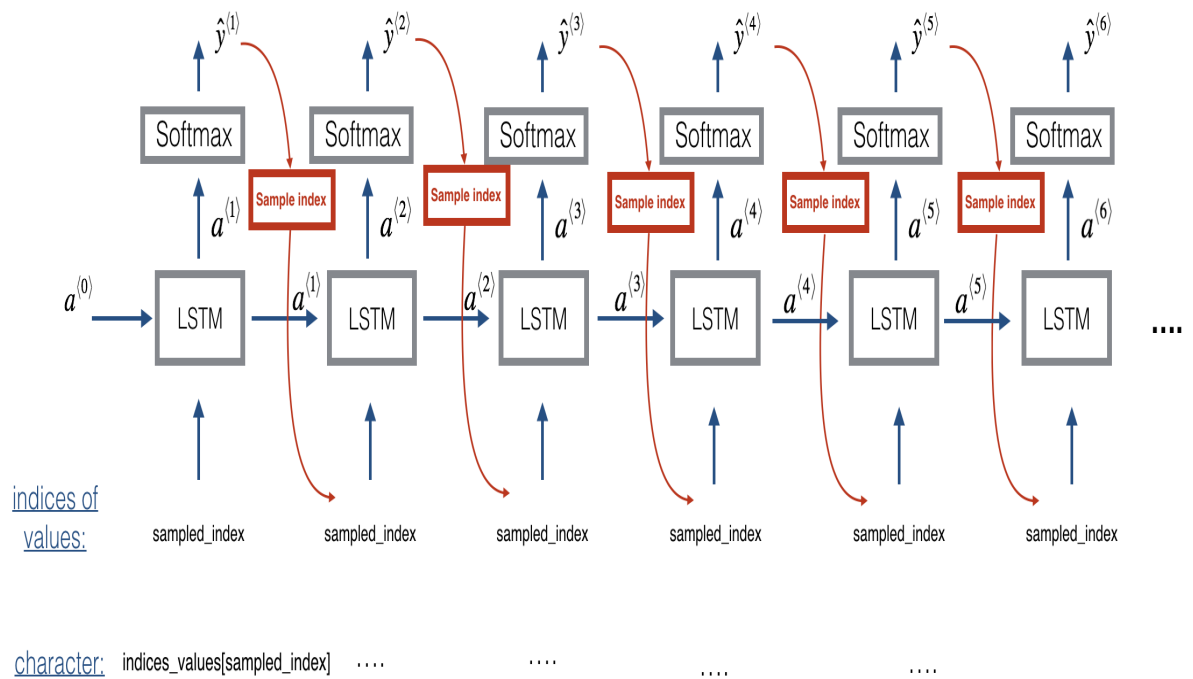 ŷ⟨1⟩ ŷ⟨2⟩ ŷ⟨3⟩ ŷ⟨4⟩ ŷ⟨5⟩ ŷ⟨6⟩
Softmax Softmax Softmax Softmax Softmax Softmax
Sample index Sample index Sample index Sample index Sample index
a⟨1⟩ a⟨2⟩ a⟨3⟩ a⟨4⟩ a⟨5⟩ a⟨6⟩
a⟨0⟩ a⟨1⟩ a⟨2⟩ a⟨3⟩ a⟨4⟩ a⟨5⟩
LSTM LSTM LSTM LSTM LSTM LSTM ....
indices of
values: sampled_index sampled_index sampled_index sampled_index sampled_index sampled_index
character: indices_values[sampled_index] .... .... .... ....